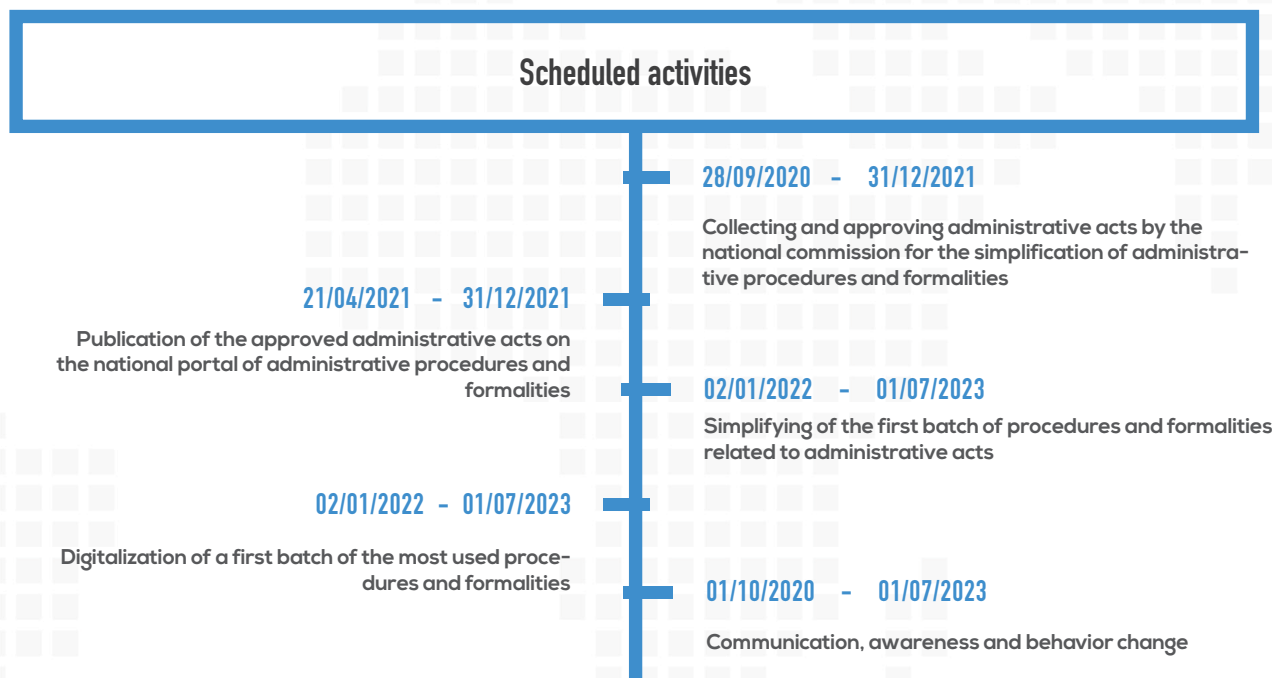 Scheduled activities
28/09/2020 - 31/12/2021
Collecting and approving administrative acts by the
national commission for the simplification of administra-
tive procedures and formalities
21/04/2021 - 31/12/2021
Publication of the approved administrative acts on
the national portal of administrative procedures and
formalities
02/01/2022 - 01/07/2023
Simplifying of the first batch of procedures and formalities
related to administrative acts
02/01/2022 - 01/07/2023
Digitalization of a first batch of the most used proce-
dures and formalities
01/10/2020 - 01/07/2023
Communication, awareness and behavior change